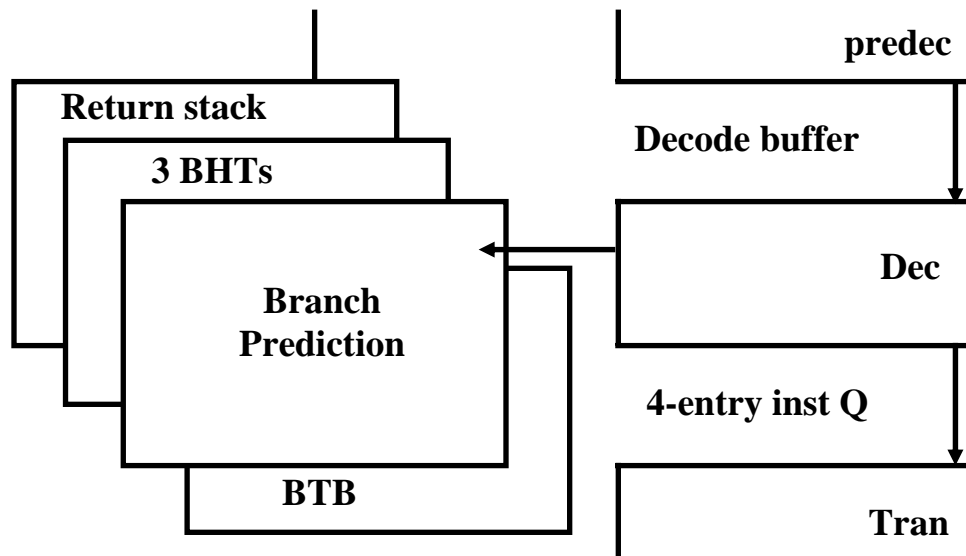 predec
Return stack
Decode buffer
3 BHTs
Dec
Branch
Prediction
4-entry inst Q
BTB
Tran